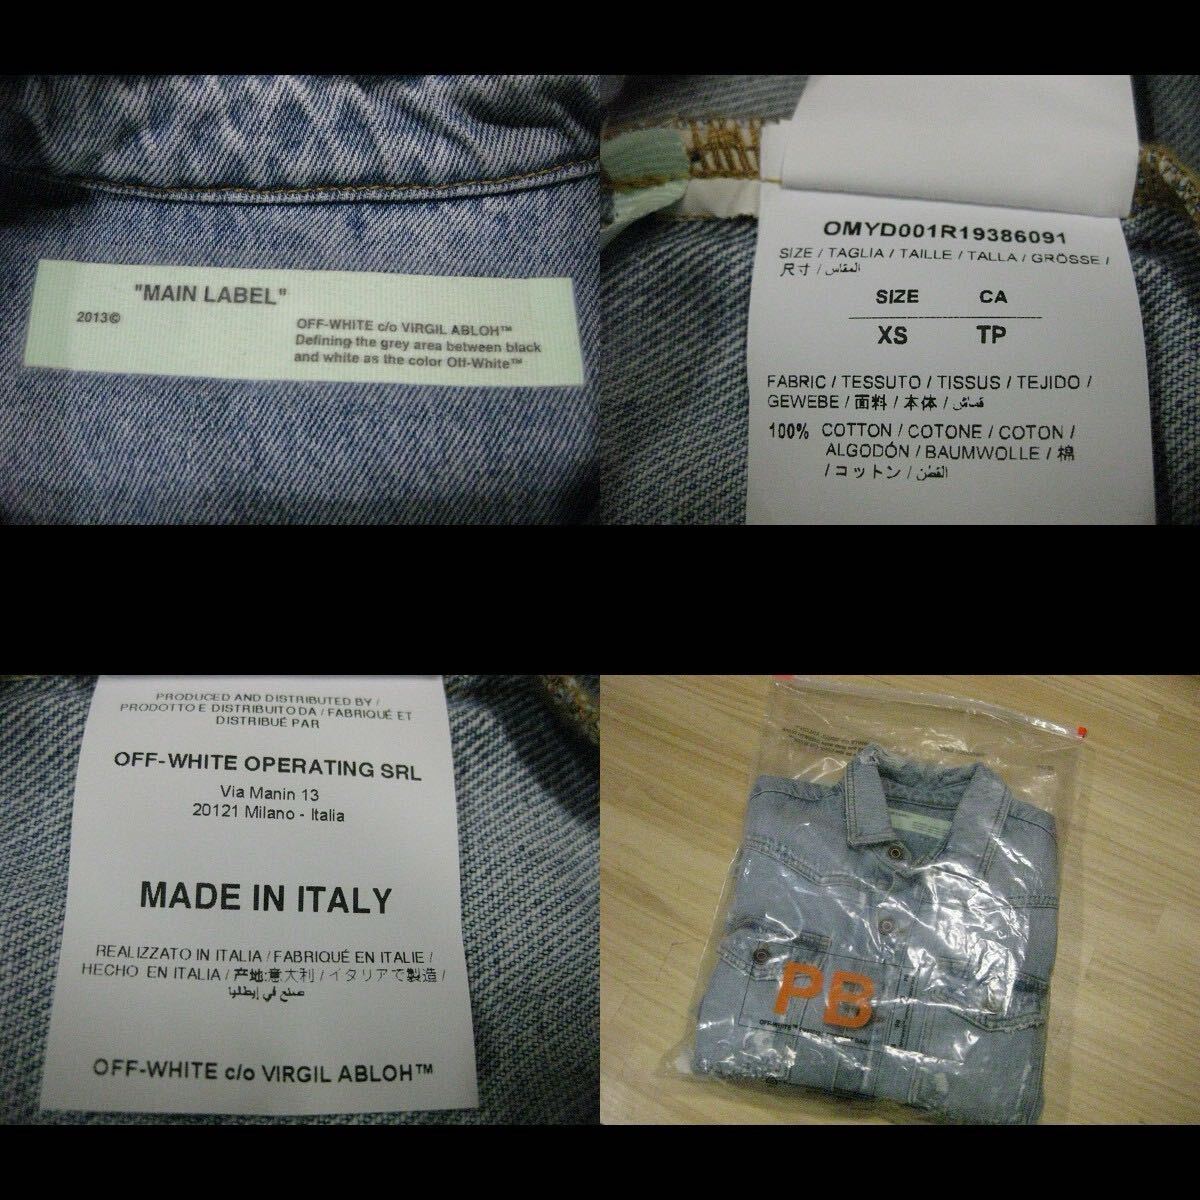 "MAIN LABEL"
2013©
OFF-WHITE c/o VIRGIL ABLOH™
Defining the grey area between black
and white as the color Off-White™
OMYD001R19386091
SIZE / TAGLIA / TAILLE / TALLA / GRÖSSE /
尺寸 / المقاس
SIZE CA
XS TP
FABRIC / TESSUTO / TISSUS / TEJIDO /
GEWEBE / 面料 / 本体 / قماش
100% COTTON / COTONE / COTON /
ALGODÓN / BAUMWOLLE / 棉
/ コットン / القطن
PRODUCED AND DISTRIBUTED BY /
PRODOTTO E DISTRIBUITO DA / FABRIQUÉ ET
DISTRIBUÉ PAR
OFF-WHITE OPERATING SRL
Via Manin 13
20121 Milano - Italia
MADE IN ITALY
REALIZZATO IN ITALIA / FABRIQUÉ EN ITALIE /
HECHO EN ITALIA / 产地:意大利 / イタリアで製造 /
صنع في إيطاليا
OFF-WHITE c/o VIRGIL ABLOH™
PB
OFF-WHITE™